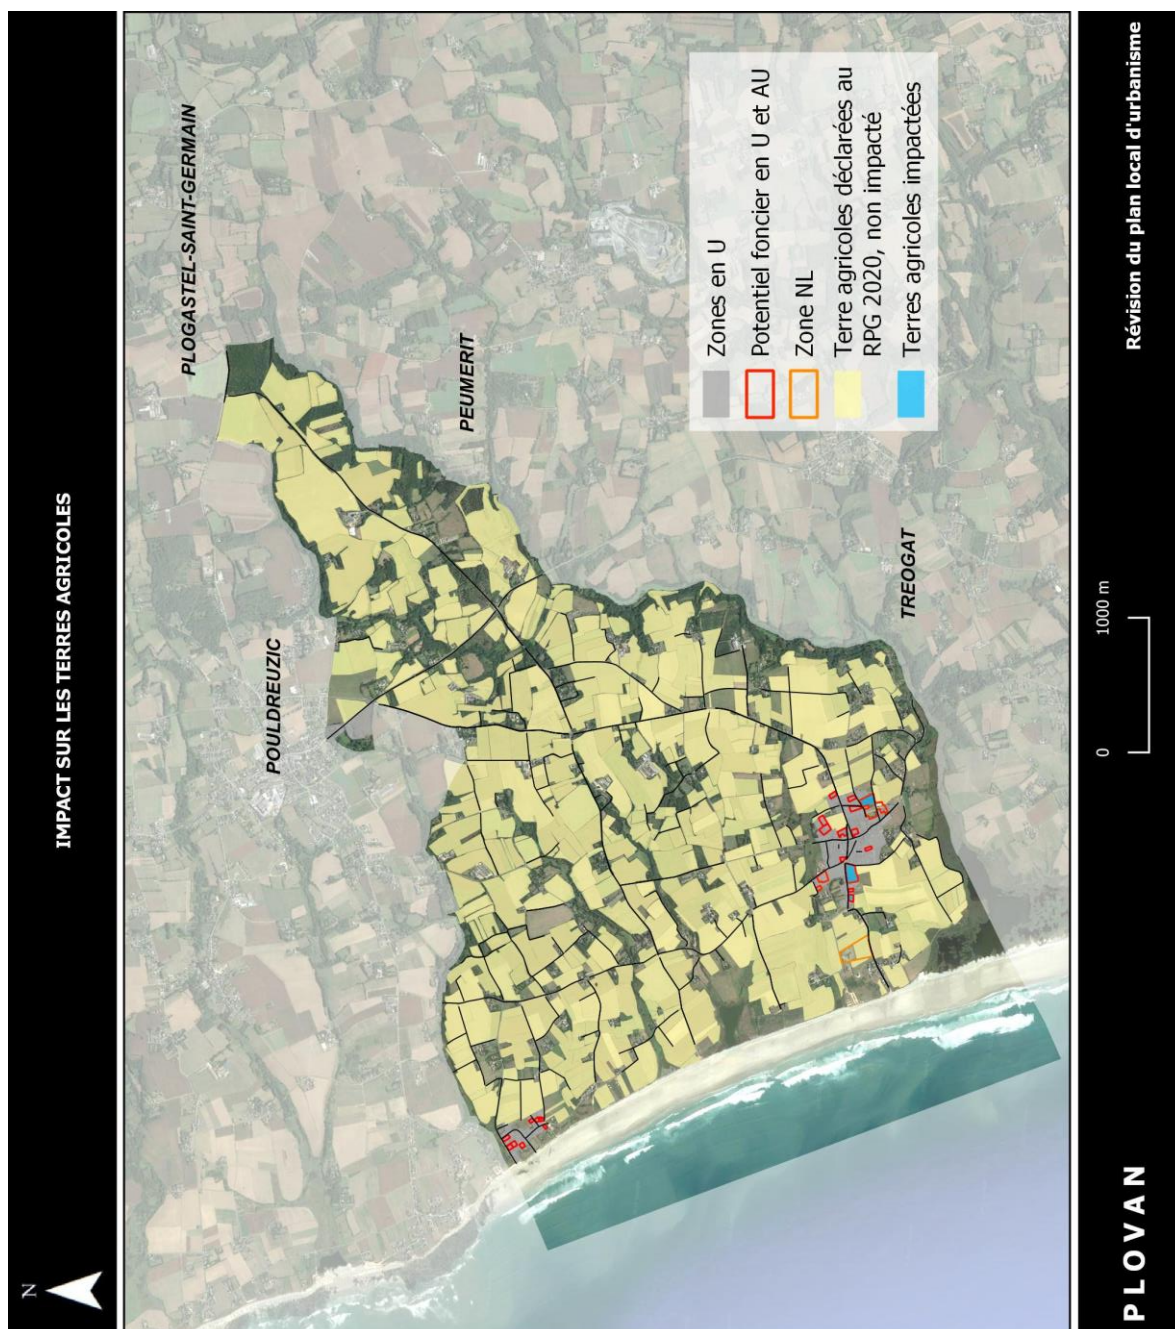 N
IMPACT SUR LES TERRES AGRICOLES
PLOGASTEL-SAINT-GERMAIN
POULDREUZIC
PEUMERIT
TREOGAT
Zones en U
Potentiel foncier en U et AU
Zone NL
Terre agricoles déclarées au
RPG 2020, non impacté
Terres agricoles impactées
0
1000 m
PLOVAN
Révision du plan local d'urbanisme